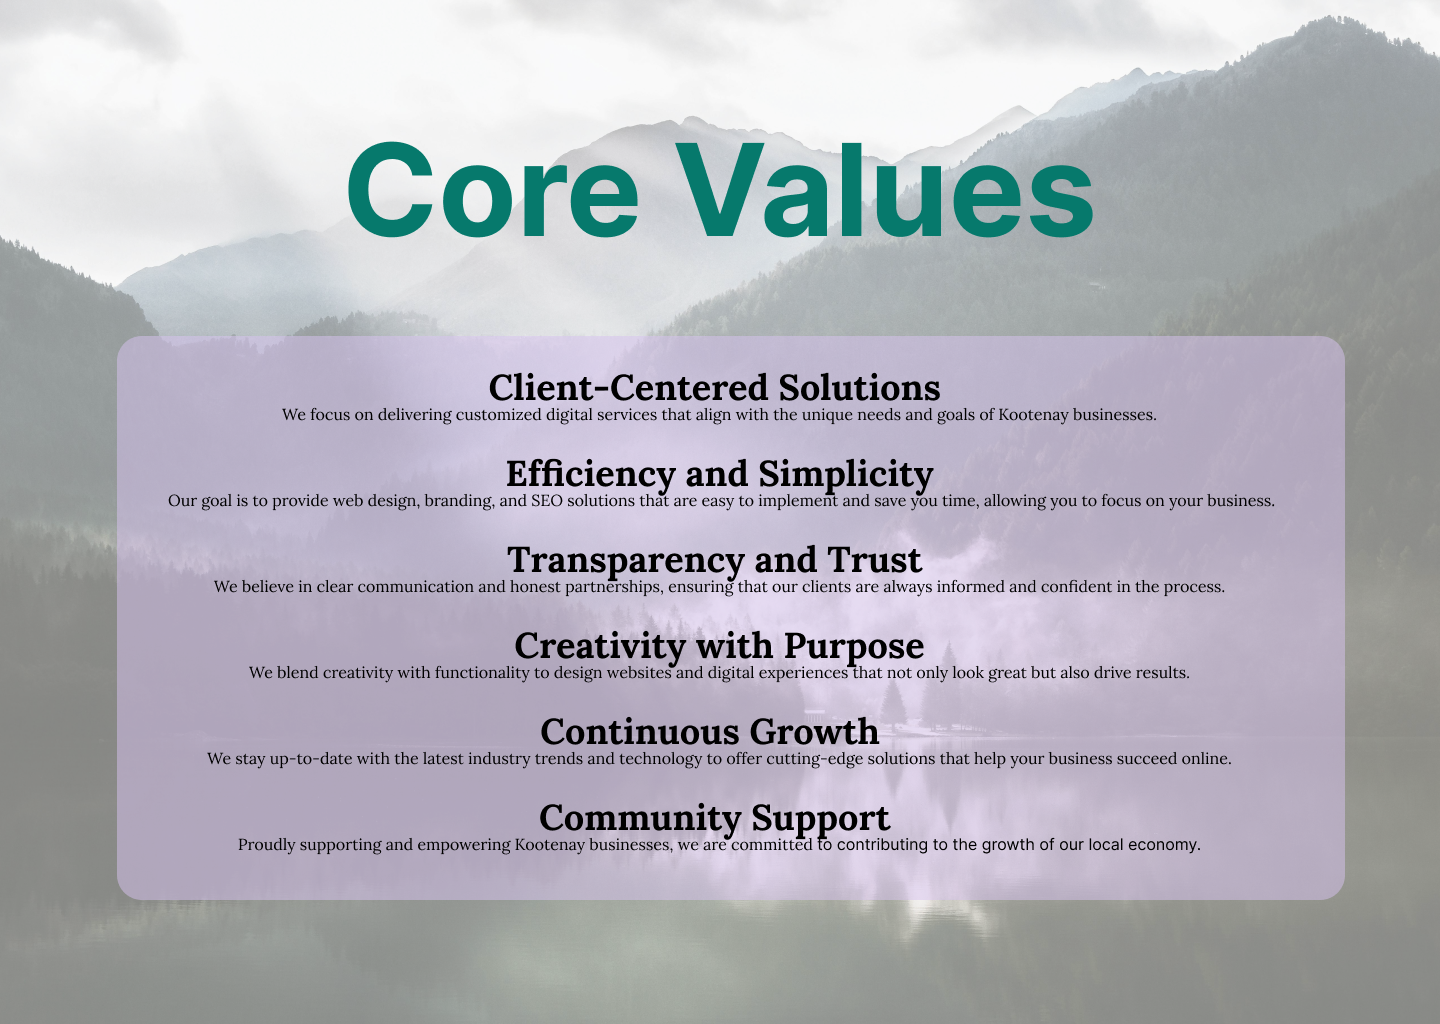 Core Values
Client-Centered Solutions
We focus on delivering customized digital services that align with the unique needs and goals of Kootenay businesses.
Efficiency and Simplicity
Our goal is to provide web design, branding, and SEO solutions that are easy to implement and save you time, allowing you to focus on your business.
Transparency and Trust
We believe in clear communication and honest partnerships, ensuring that our clients are always informed and confident in the process.
Creativity with Purpose
We blend creativity with functionality to design websites and digital experiences that not only look great but also drive results.
Continuous Growth
We stay up-to-date with the latest industry trends and technology to offer cutting-edge solutions that help your business succeed online.
Community Support
Proudly supporting and empowering Kootenay businesses, we are committed to contributing to the growth of our local economy.